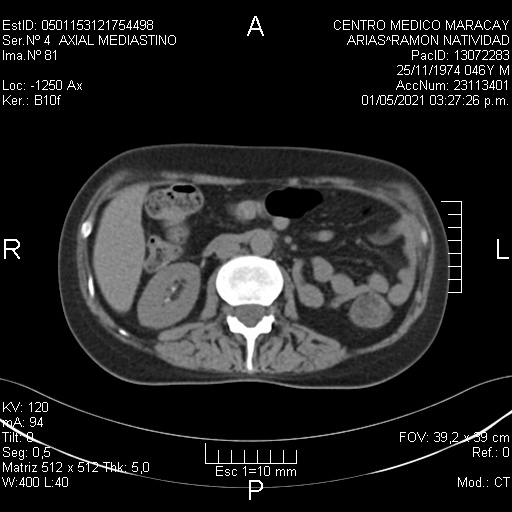 EstID: 0501153121754498
Ser.Nº 4 AXIAL MEDIASTINO
Ima.Nº 81
Loc: -1250 Ax
Ker.: B10f
A
CENTRO MEDICO MARACAY
ARIAS^RAMON NATIVIDAD
PacID: 13072283
25/11/1974 046Y M
AccNum: 23113401
01/05/2021 03:27:26 p.m.
R
L
KV: 120
mA: 94
Tilt: 0
Seg: 0,5
Matriz 512 x 512 Thk: 5,0
W:400 L:40
Esc 1=10 mm
P
FOV: 39,2 x 39 cm
Ref.: 0
Mod.: CT